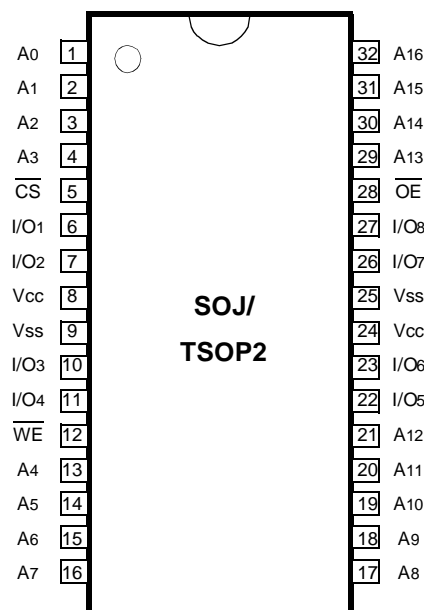 A0 1 32 A16
A1 2 31 A15
A2 3 30 A14
A3 4 29 A13
CS 5 28 OE
I/O1 6 27 I/O8
I/O2 7 26 I/O7
Vcc 8 25 Vss
SOJ/
Vss 9 24 Vcc
TSOP2
I/O3 10 23 I/O6
I/O4 11 22 I/O5
WE 12 21 A12
A4 13 20 A11
A5 14 19 A10
A6 15 18 A9
A7 16 17 A8